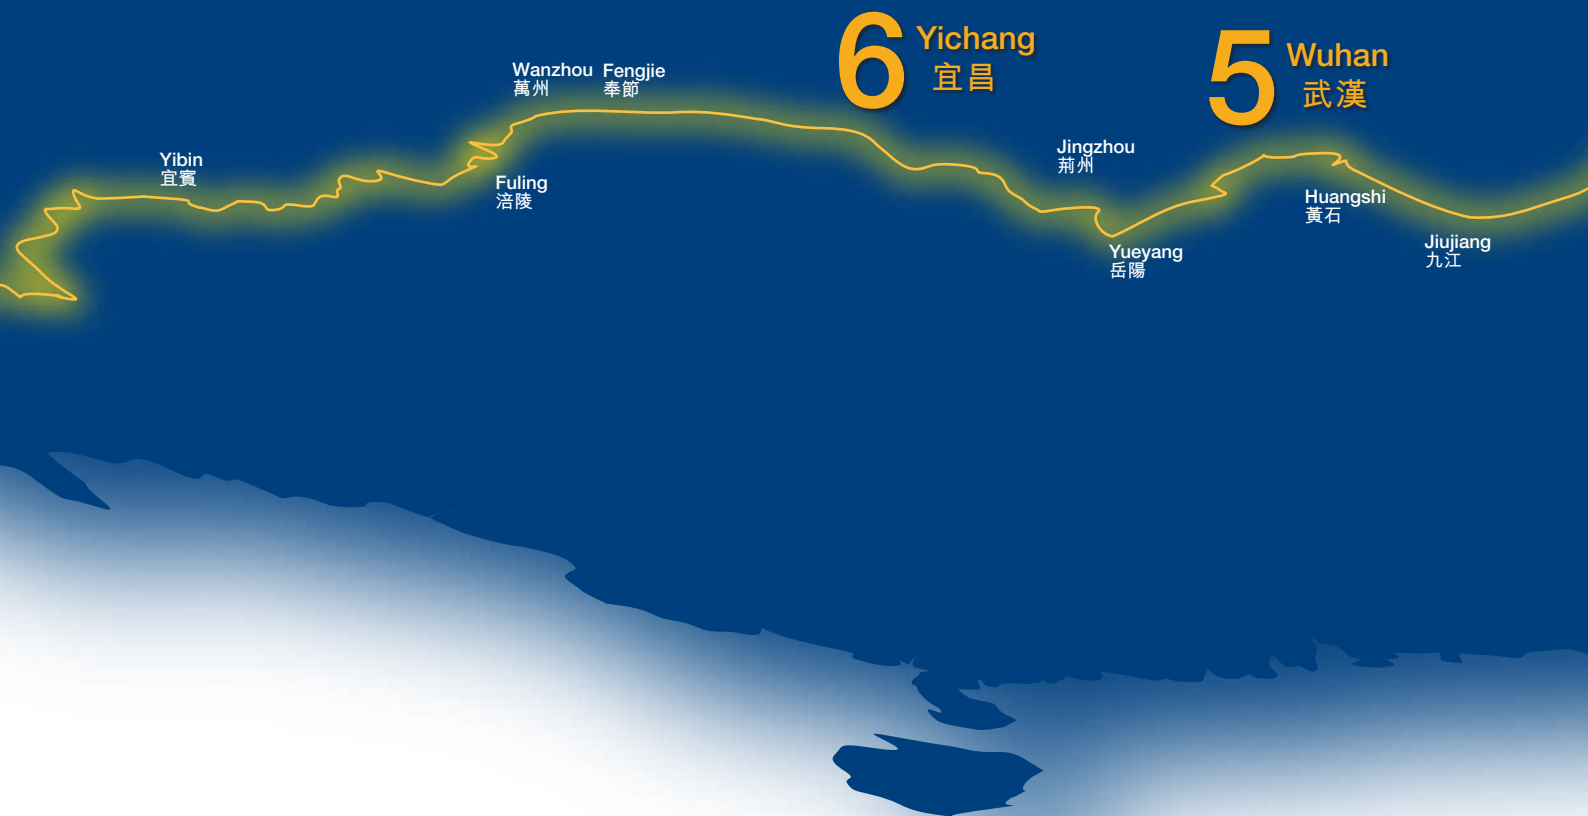 6
Yichang
宜昌
5
Wuhan
武漢
Wanzhou
萬州
Fengjie
奉節
Yibin
宜賓
Fuling
涪陵
Jingzhou
荊州
Huangshi
黃石
Yueyang
岳陽
Jiujiang
九江